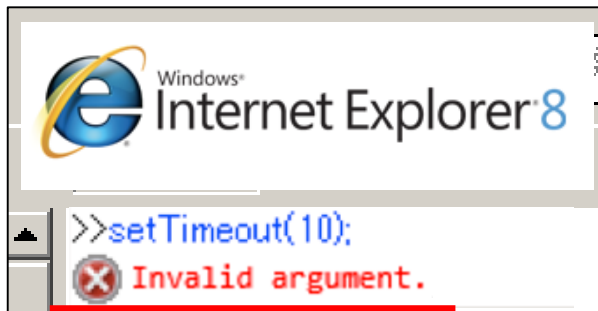 Windows®
Internet Explorer®8
>>setTimeout(10);
Invalid argument.